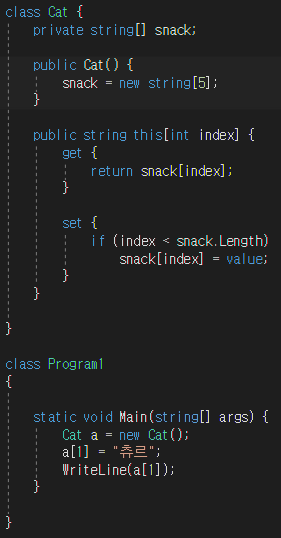 class Cat {
    private string[] snack;

    public Cat() {
        snack = new string[5];
    }

    public string this[int index] {
        get {
            return snack[index];
        }

        set {
            if (index < snack.Length)
                snack[index] = value;
        }
    }

}

class Program1
{

    static void Main(string[] args) {
        Cat a = new Cat();
        a[1] = "츄르";
        WriteLine(a[1]);
    }

}